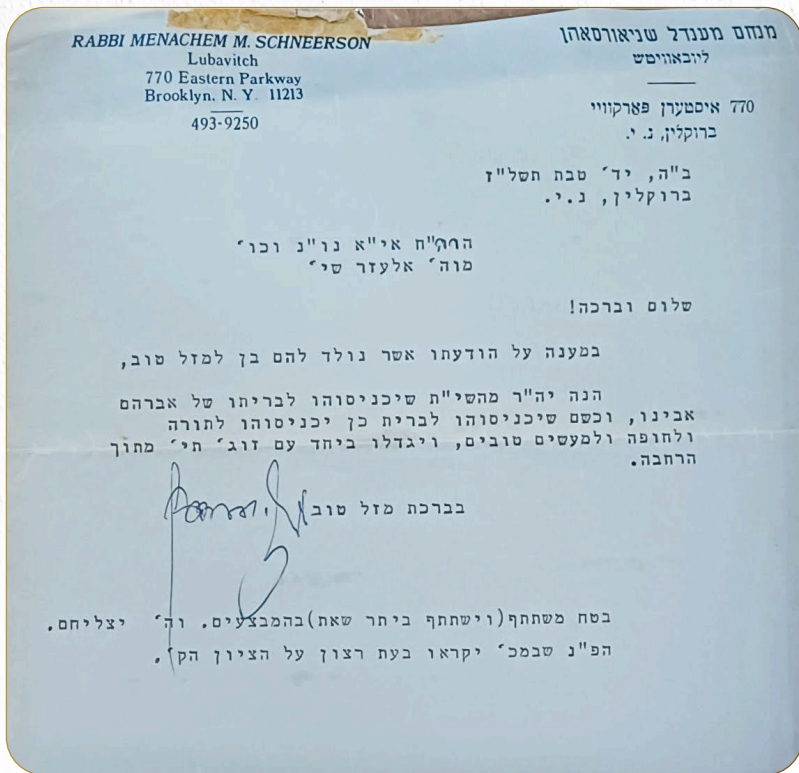 RABBI MENACHEM M. SCHNEERSON
Lubavitch
770 Eastern Parkway
Brooklyn, N. Y. 11213
493-9250
מנחם מענדל שניאורסאהן
ליובאוויטש
770 איסטערן פארקוויי
ברוקלין, נ. י.
ב"ה, יד' טבת תשל"ז
ברוקלין, נ.י.
הרה"ח אי"א נו"נ וכו'
מוה' אלעזר שי'
שלום וברכה!
במענה על הודעתו אשר נולד להם בן למזל טוב,
הנה יה"ר מהשי"ת שיכניסוהו לבריתו של אברהם
אבינו, וכשם שיכניסוהו לברית כן יכניסוהו לתורה
ולחופה ולמעשים טובים, ויגדלו ביחד עם זוג' תי' מתוך
הרחבה.
בברכת מזל טוב
בטח משתתף(וישתתף ביתר שאת)בהמבצעים. וה' יצליחם.
הפ"נ שבמכ' יקראו בעת רצון על הציון הק'.